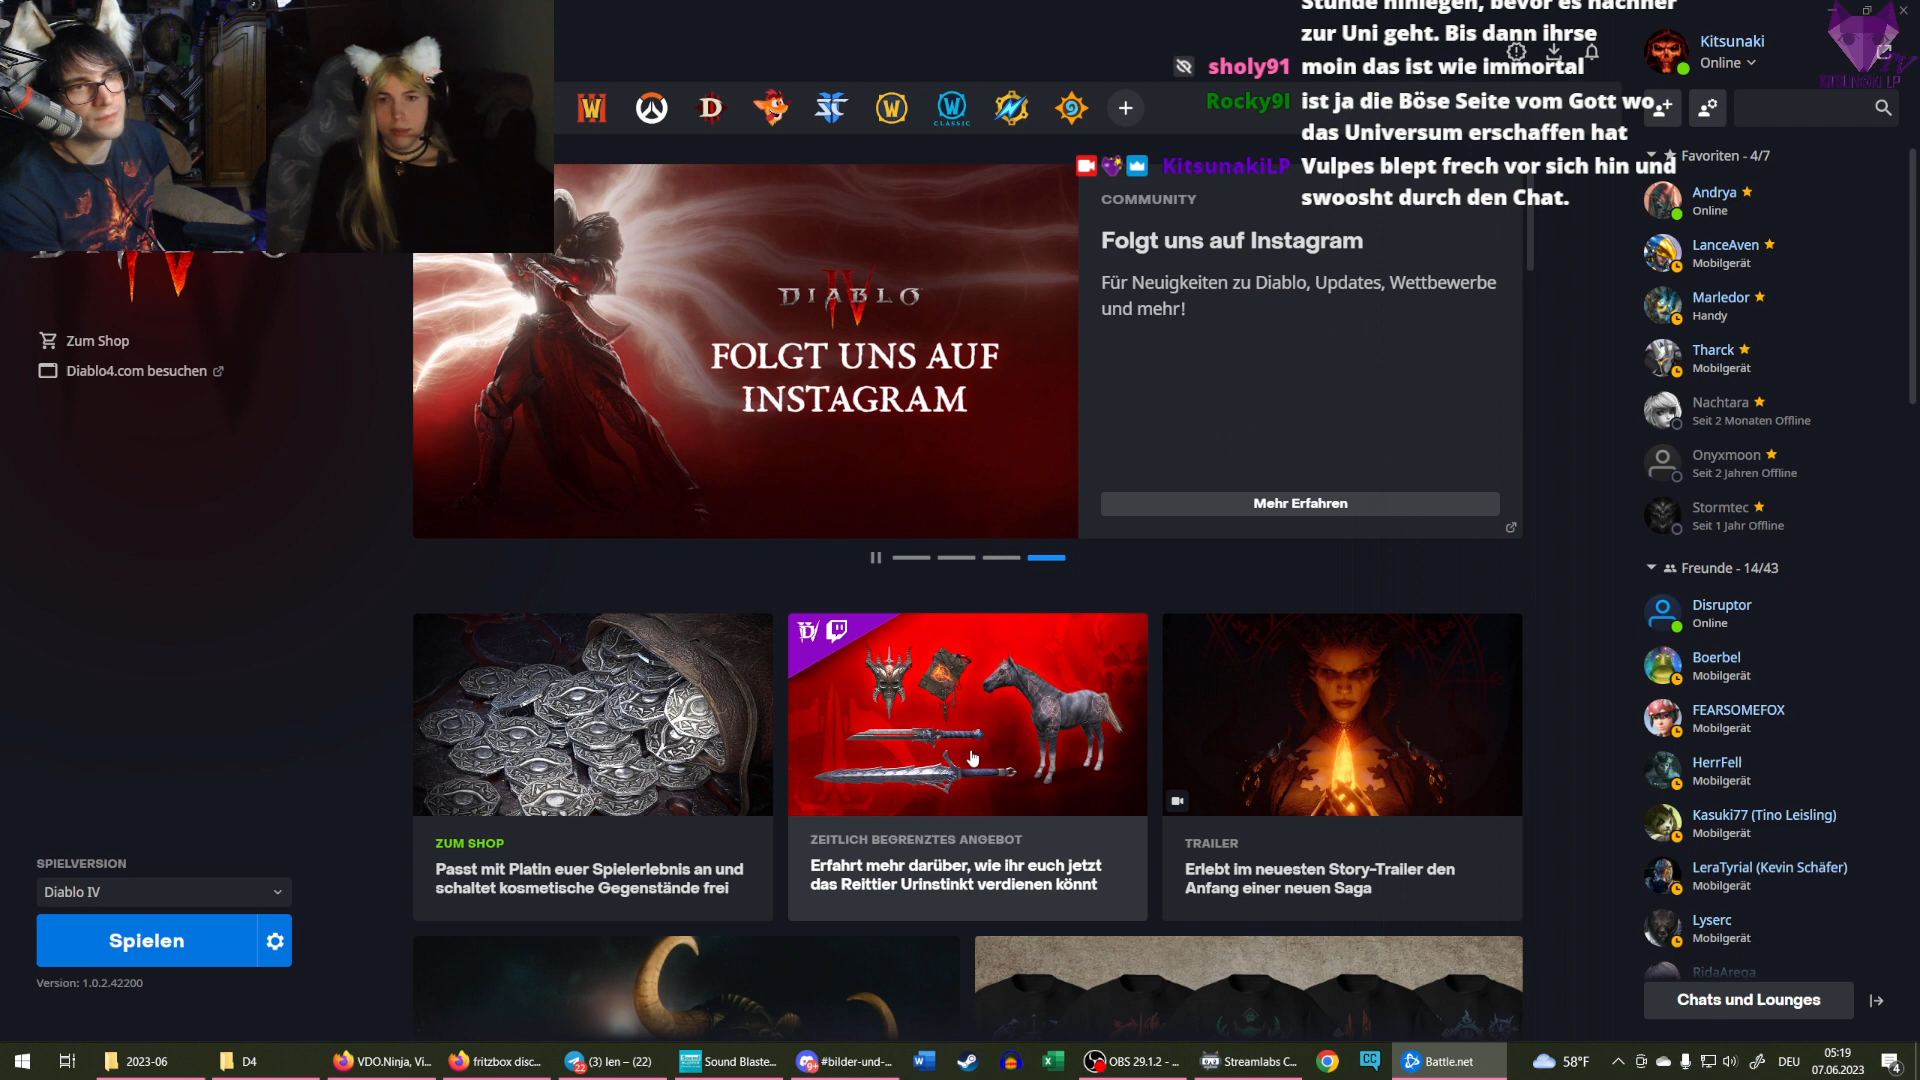 Stunde hinlegen, bevor es nachher
zur Uni geht. Bis dann ihrse
sholy91 moin das ist wie immortal
Rocky9l ist ja die Böse Seite vom Gott wo
das Universum erschaffen hat
KitsunakiLP Vulpes blept frech vor sich hin und
swoosht durch den Chat.
Kitsunaki
Online
KITSUNAKI LP
CLASSIC
IV
Zum Shop
Diablo4.com besuchen
DIABLO
IV
FOLGT UNS AUF
INSTAGRAM
COMMUNITY
Folgt uns auf Instagram
Für Neuigkeiten zu Diablo, Updates, Wettbewerbe
und mehr!
Mehr Erfahren
ZUM SHOP
Passt mit Platin euer Spielerlebnis an und
schaltet kosmetische Gegenstände frei
ZEITLICH BEGRENZTES ANGEBOT
Erfahrt mehr darüber, wie ihr euch jetzt
das Reittier Urinstinkt verdienen könnt
TRAILER
Erlebt im neuesten Story-Trailer den
Anfang einer neuen Saga
SPIELVERSION
Diablo IV
Spielen
Version: 1.0.2.42200
Favoriten - 4/7
Andrya
Online
LanceAven
Mobilgerät
Marledor
Handy
Tharck
Mobilgerät
Nachtara
Seit 2 Monaten Offline
Onyxmoon
Seit 2 Jahren Offline
Stormtec
Seit 1 Jahr Offline
Freunde - 14/43
Disruptor
Online
Boerbel
Mobilgerät
FEARSOMEFOX
Mobilgerät
HerrFell
Mobilgerät
Kasuki77 (Tino Leisling)
Mobilgerät
LeraTyrial (Kevin Schäfer)
Mobilgerät
Lyserc
Mobilgerät
RidaArega
Chats und Lounges
2023-06
D4
VDO.Ninja, Vi...
fritzbox disc...
22
(3) len – (22)
Sound Blaste...
9+
#bilder-und-...
OBS 29.1.2 - ...
Streamlabs C...
CC
Battle.net
58°F
DEU
05:19
07.06.2023
4